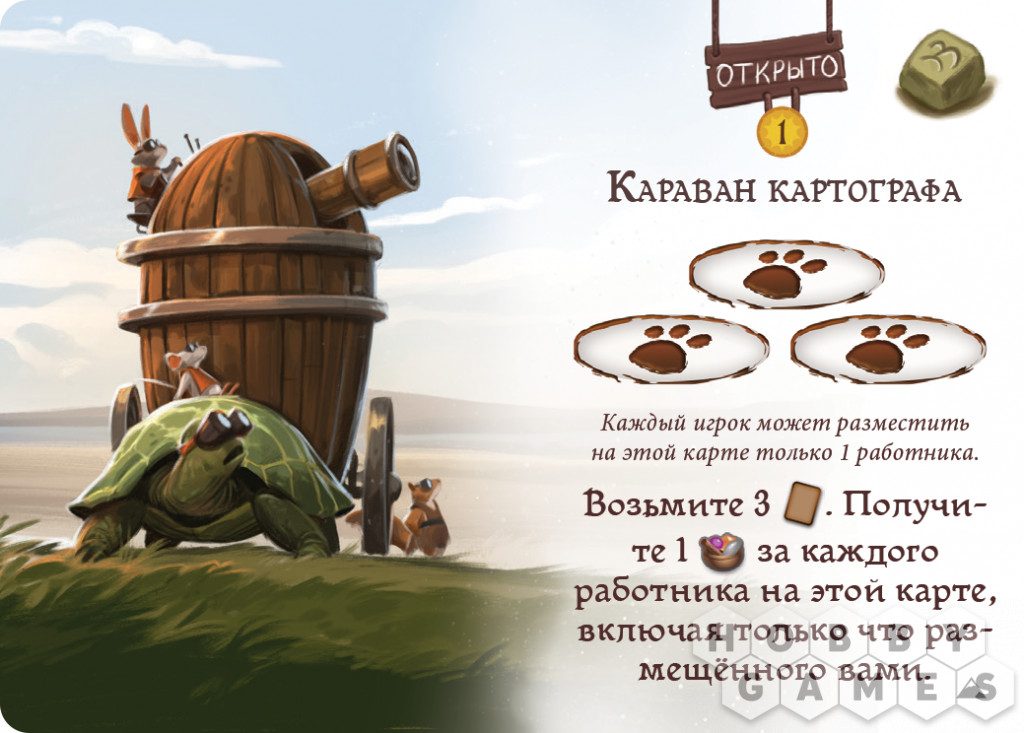 ОТКРЫТО
1
Караван картографа
Каждый игрок может разместить
на этой карте только 1 работника.
Возьмите 3 . Получи-
те 1 за каждого
работника на этой карте,
включая только что раз-
мещённого вами.
HOBBY
GAMES